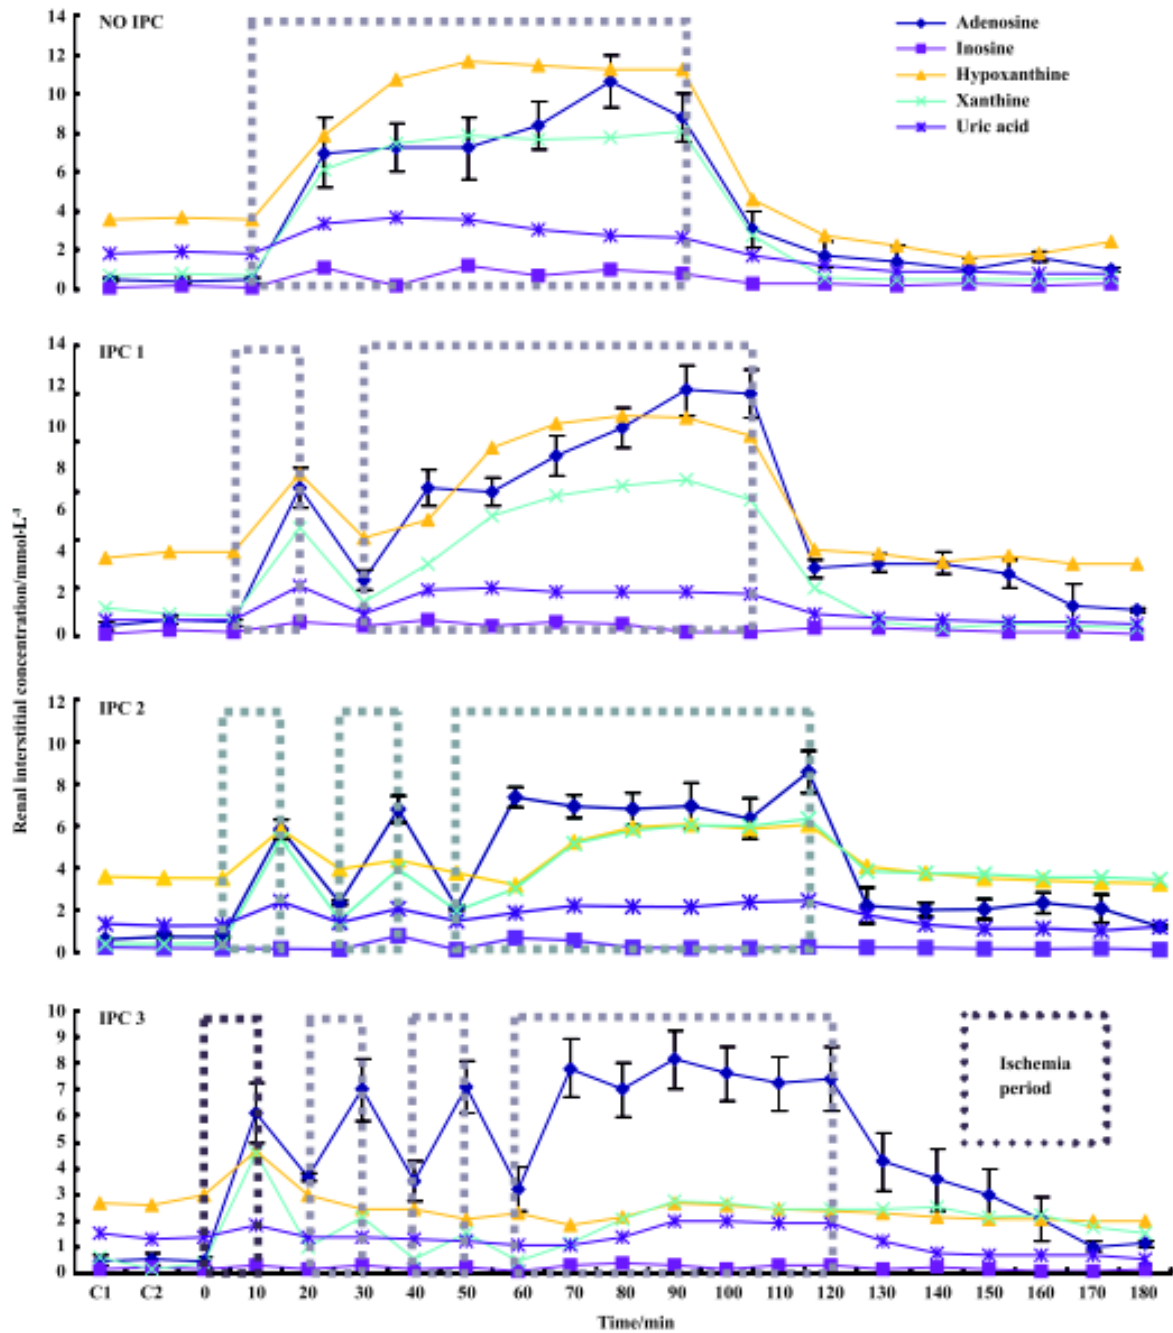 NO IPC
14
12
10
8
6
4
2
0
Adenosine
Inosine
Hypoxanthine
Xanthine
Uric acid
IPC 1
14
12
10
8
6
4
2
0
Renal interstitial concentration/mmol·L⁻¹
IPC 2
12
10
8
6
4
2
0
IPC 3
10
9
8
7
6
5
4
3
2
1
0
Ischemia
period
C1 C2 0 10 20 30 40 50 60 70 80 90 100 110 120 130 140 150 160 170 180
Time/min